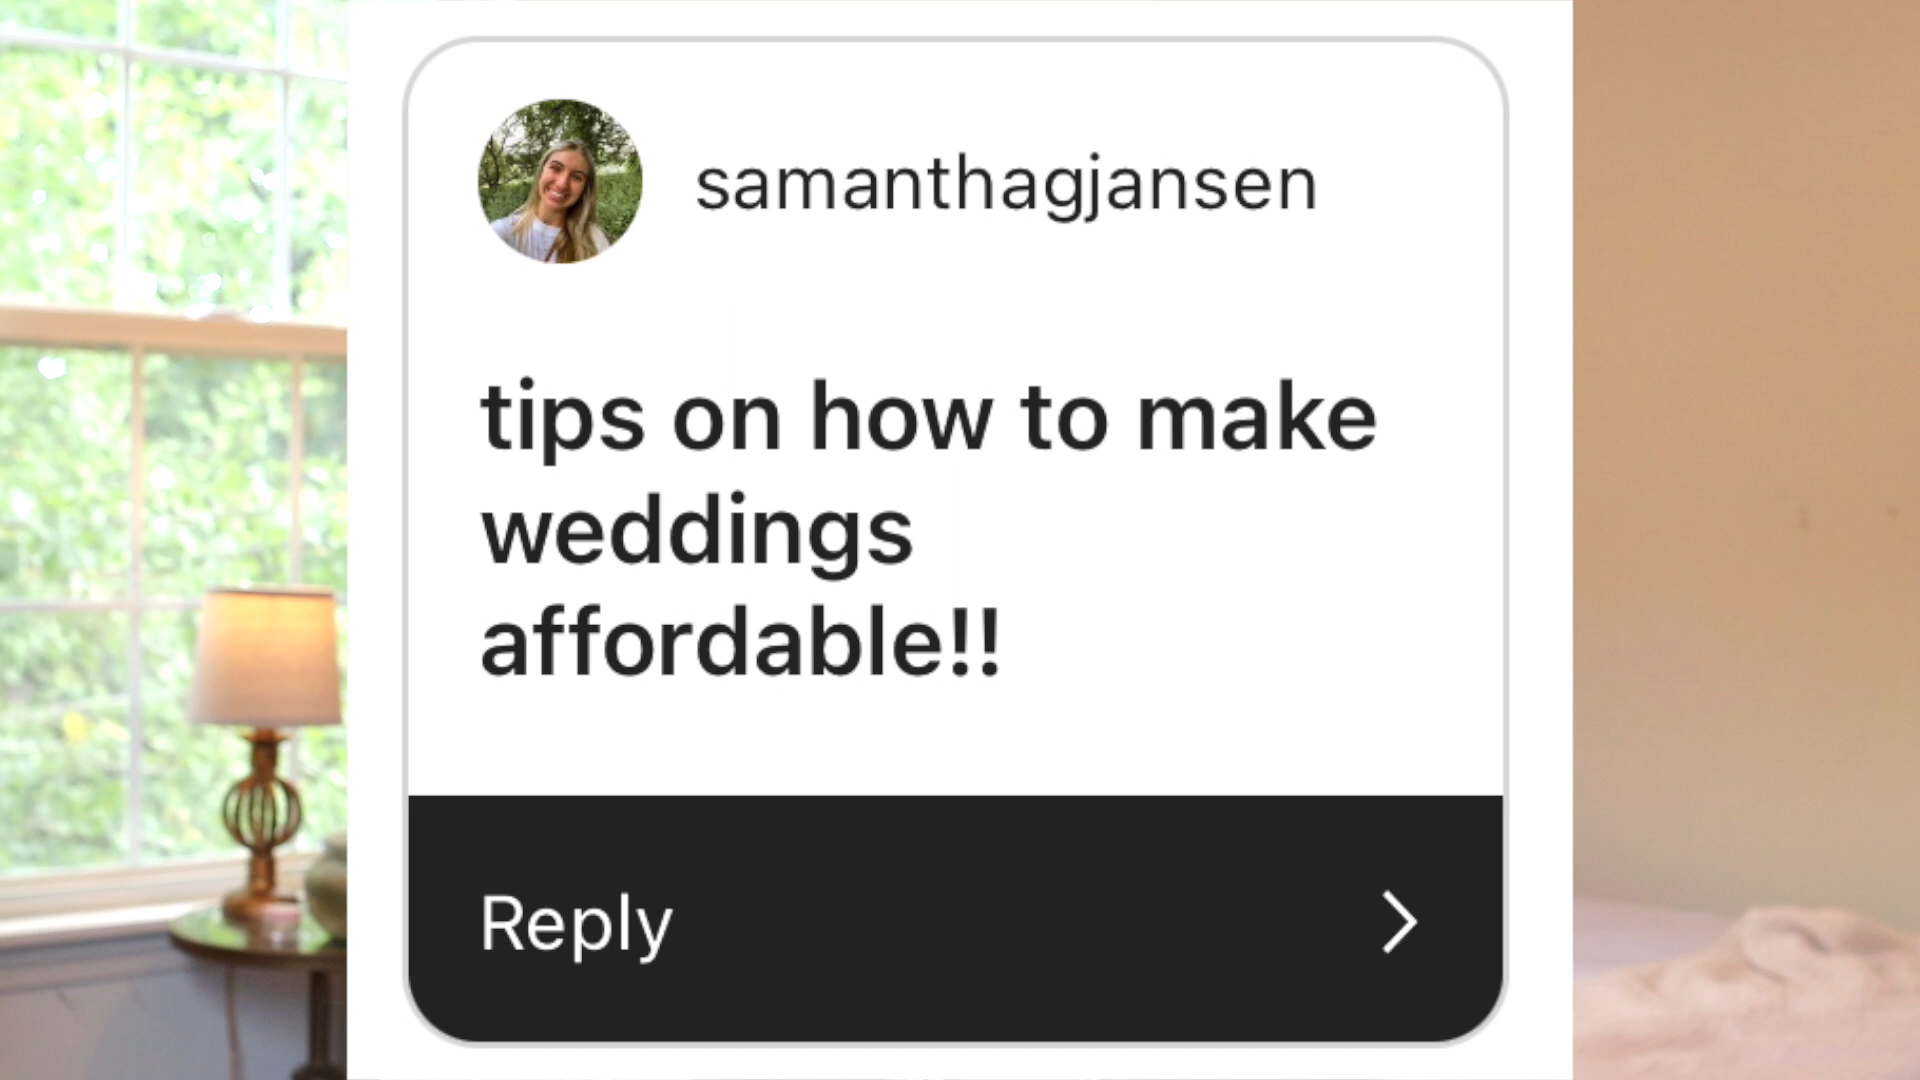 samanthagjansen
tips on how to make
weddings
affordable!!
Reply